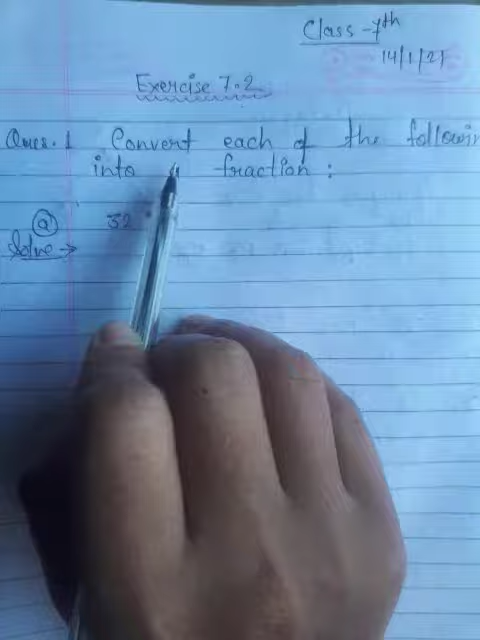 Class - 7th
14/1/21
Exercise 7.2
Ques. 1 Convert each of the followin
into a fraction :
(a) 32
Solve →